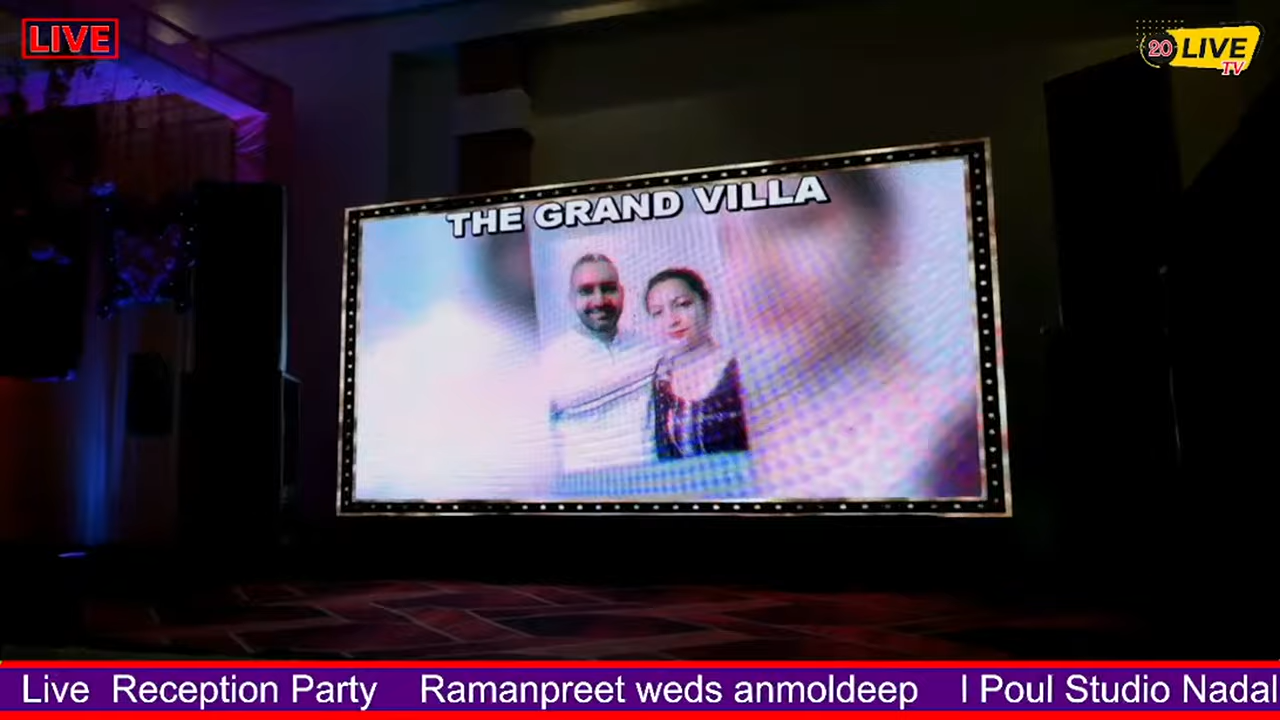 LIVE
20 LIVE
TV
THE GRAND VILLA
Live Reception Party Ramanpreet weds anmoldeep l Poul Studio Nadal